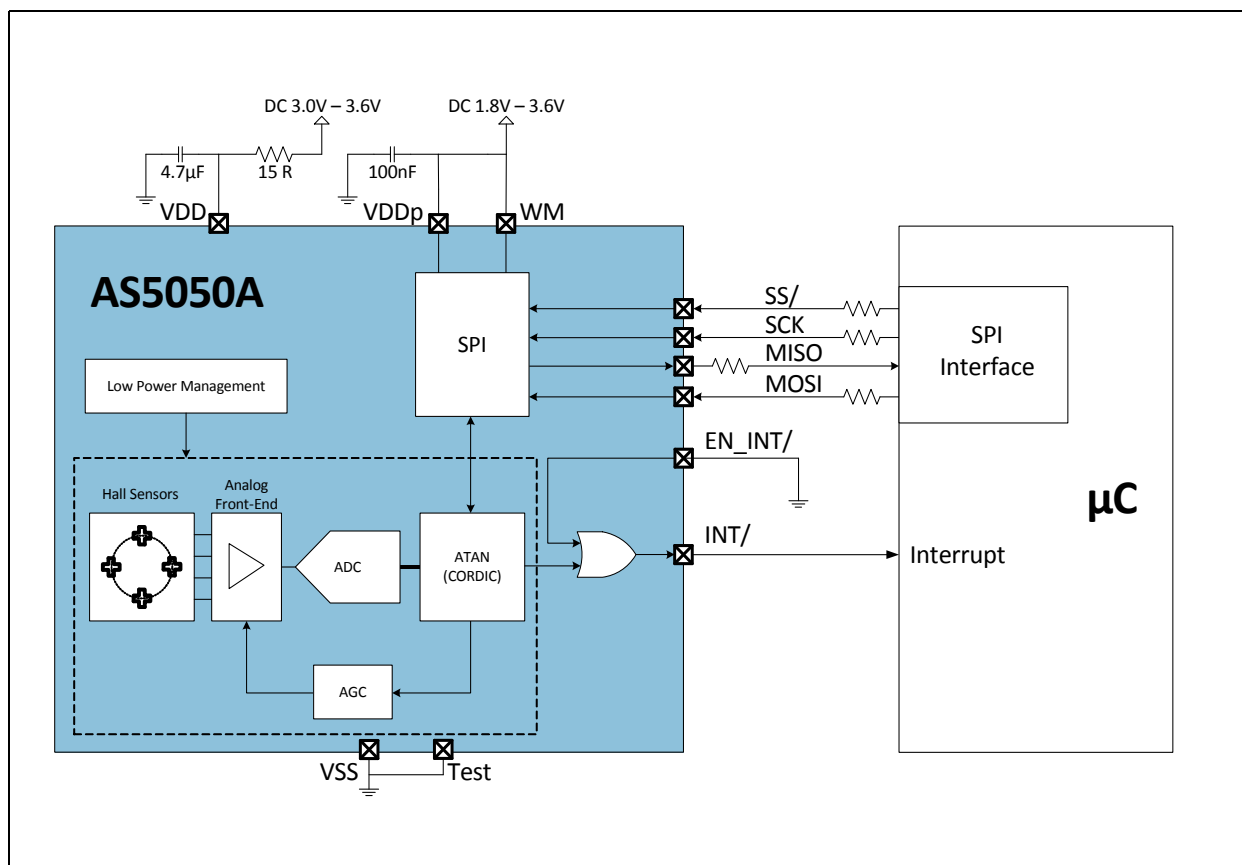 DC 3.0V – 3.6V
DC 1.8V – 3.6V
4.7µF
15 R
100nF
VDD
VDDp
WM
AS5050A
SS/
SCK
MISO
MOSI
SPI
SPI
Interface
Low Power Management
EN_INT/
µC
Hall Sensors
Analog
Front-End
ADC
ATAN
(CORDIC)
INT/
Interrupt
AGC
VSS
Test